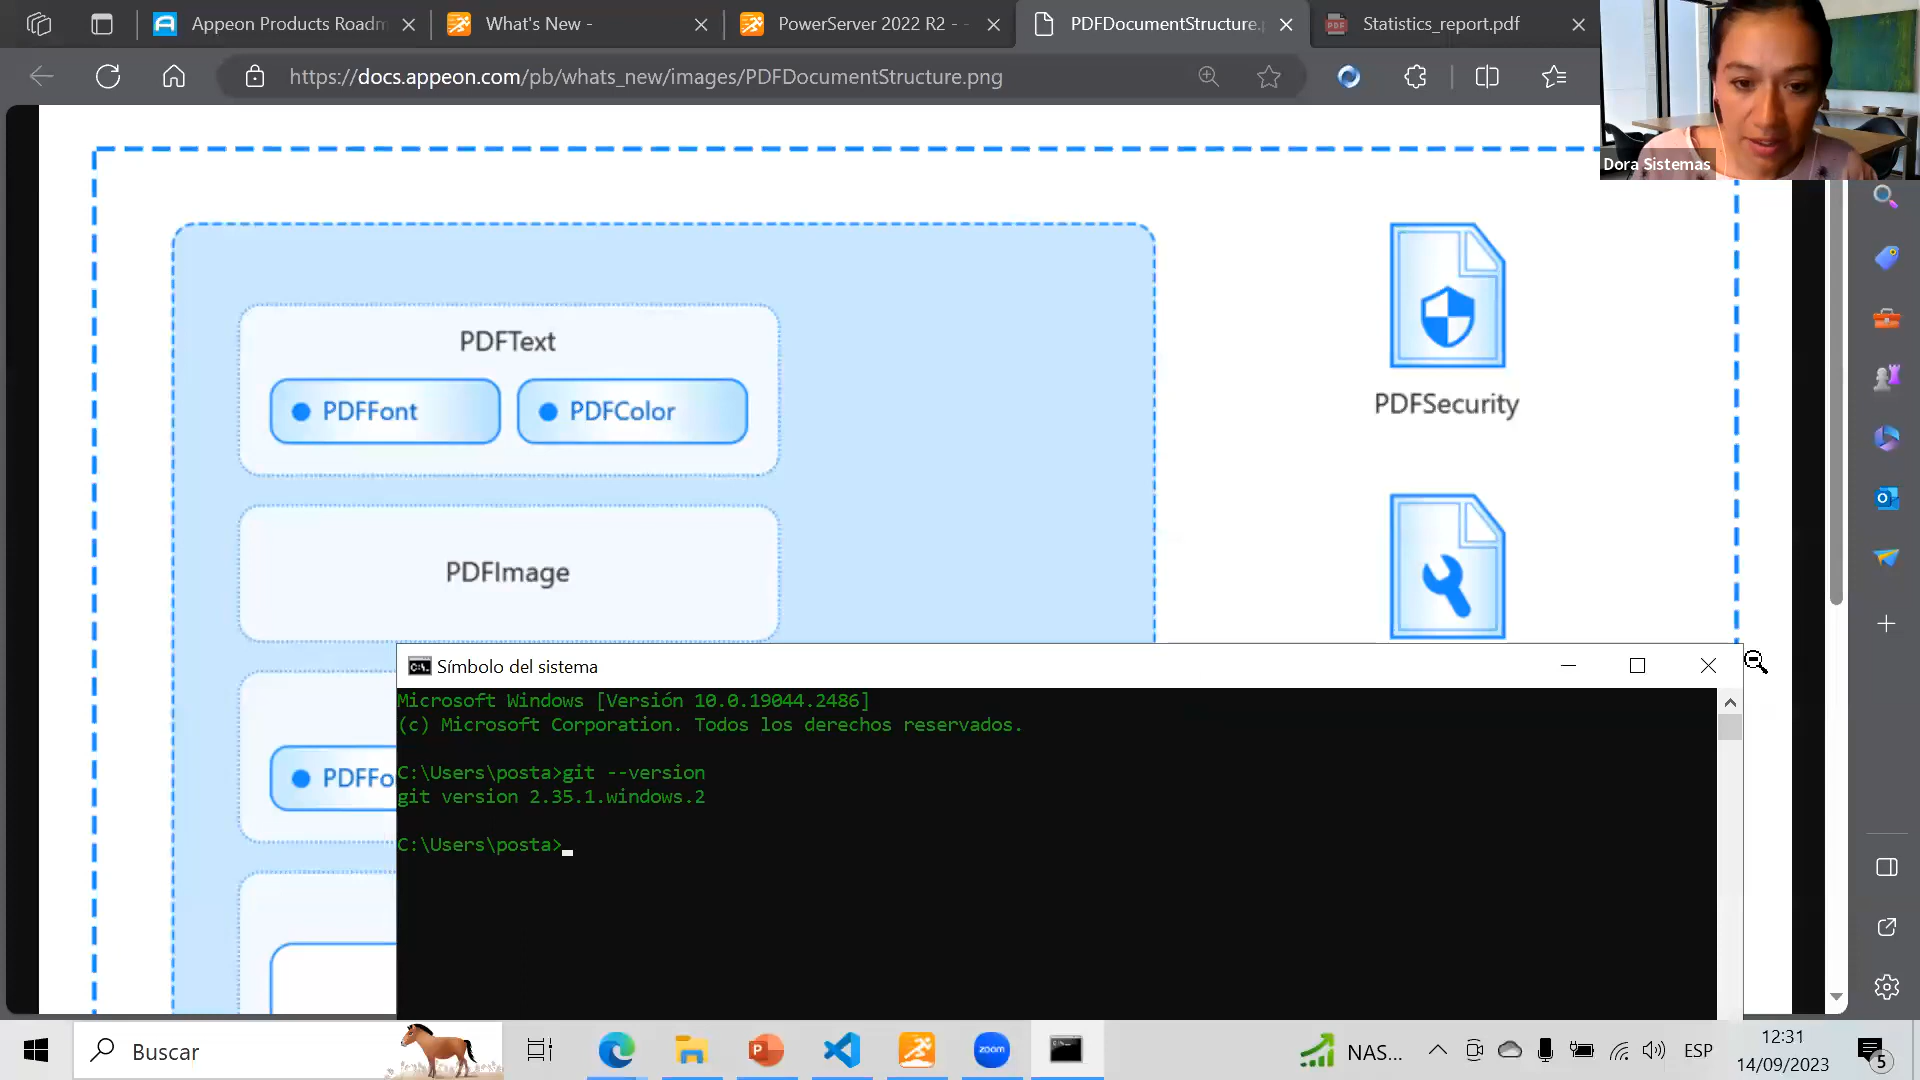 Appeon Products Roadm
What's New -
PowerServer 2022 R2 - -
PDFDocumentStructure.p
Statistics_report.pdf
https://docs.appeon.com/pb/whats_new/images/PDFDocumentStructure.png
Dora Sistemas
PDFText
PDFFont
PDFColor
PDFSecurity
PDFImage
PDFFo
Símbolo del sistema
Microsoft Windows [Versión 10.0.19044.2486]
(c) Microsoft Corporation. Todos los derechos reservados.
C:\Users\posta>git --version
git version 2.35.1.windows.2
C:\Users\posta>
Buscar
zoom
NAS...
ESP
12:31
14/09/2023
5